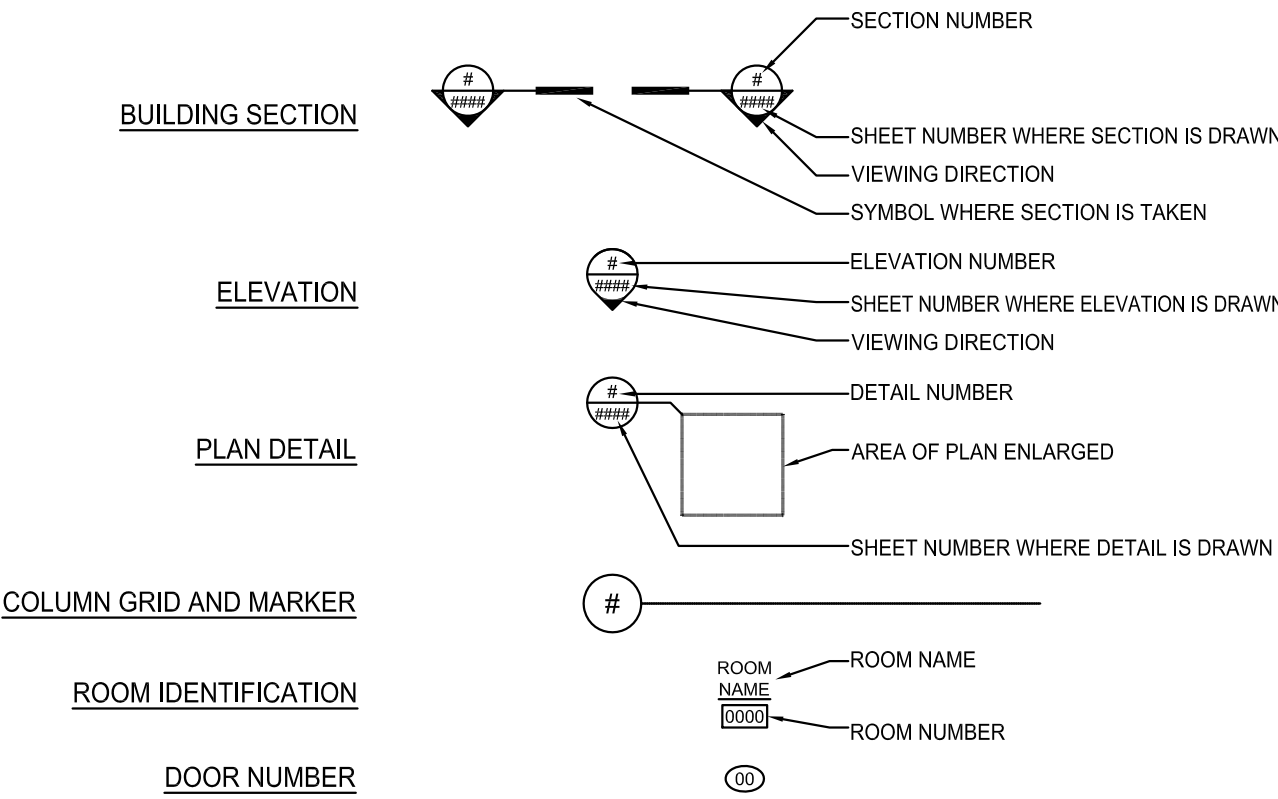 SECTION NUMBER
# #
BUILDING SECTION
#### ####
SHEET NUMBER WHERE SECTION IS DRAWN
VIEWING DIRECTION
SYMBOL WHERE SECTION IS TAKEN
ELEVATION
#
####
ELEVATION NUMBER
SHEET NUMBER WHERE ELEVATION IS DRAWN
VIEWING DIRECTION
PLAN DETAIL
#
####
DETAIL NUMBER
AREA OF PLAN ENLARGED
SHEET NUMBER WHERE DETAIL IS DRAWN
COLUMN GRID AND MARKER
#
ROOM IDENTIFICATION
ROOM
NAME
0000
ROOM NAME
ROOM NUMBER
DOOR NUMBER
00